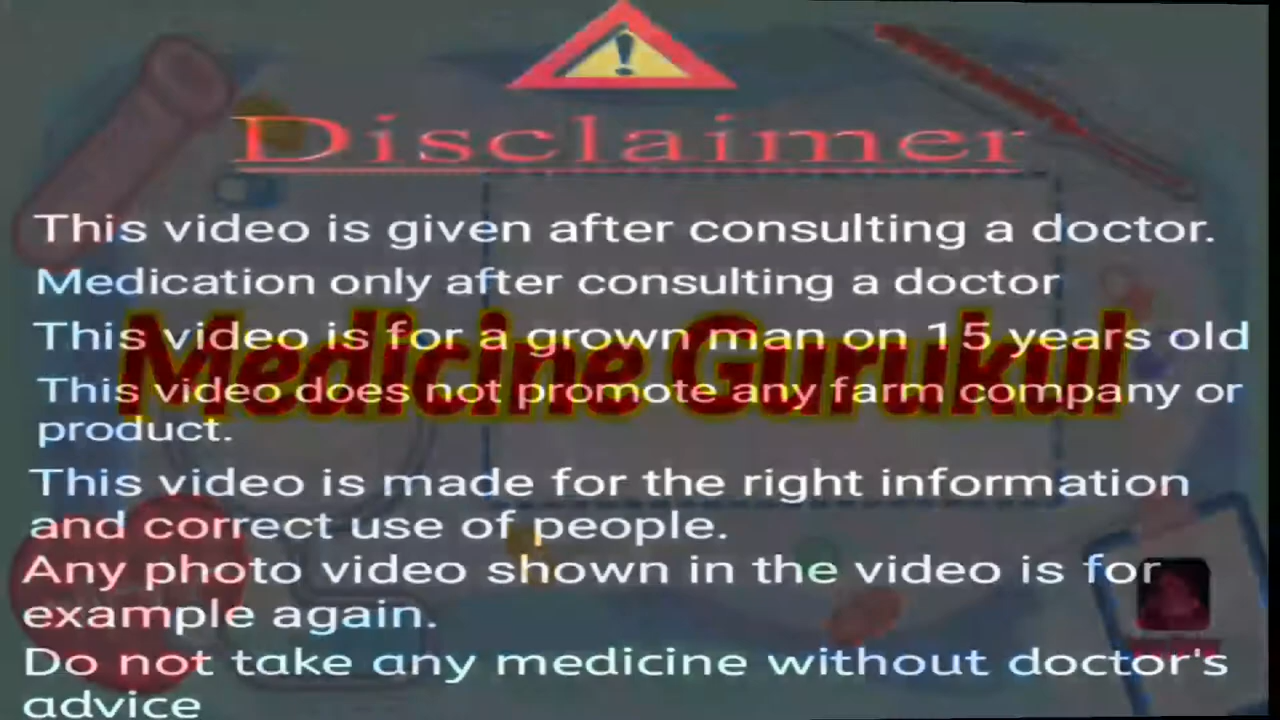 Disclaimer
This video is given after consulting a doctor.
Medication only after consulting a doctor
This video is for a grown man on 15 years old
Medicine Gurukul
This video does not promote any farm company or
product.
This video is made for the right information
and correct use of people.
Any photo video shown in the video is for
example again.
Do not take any medicine without doctor's
advice